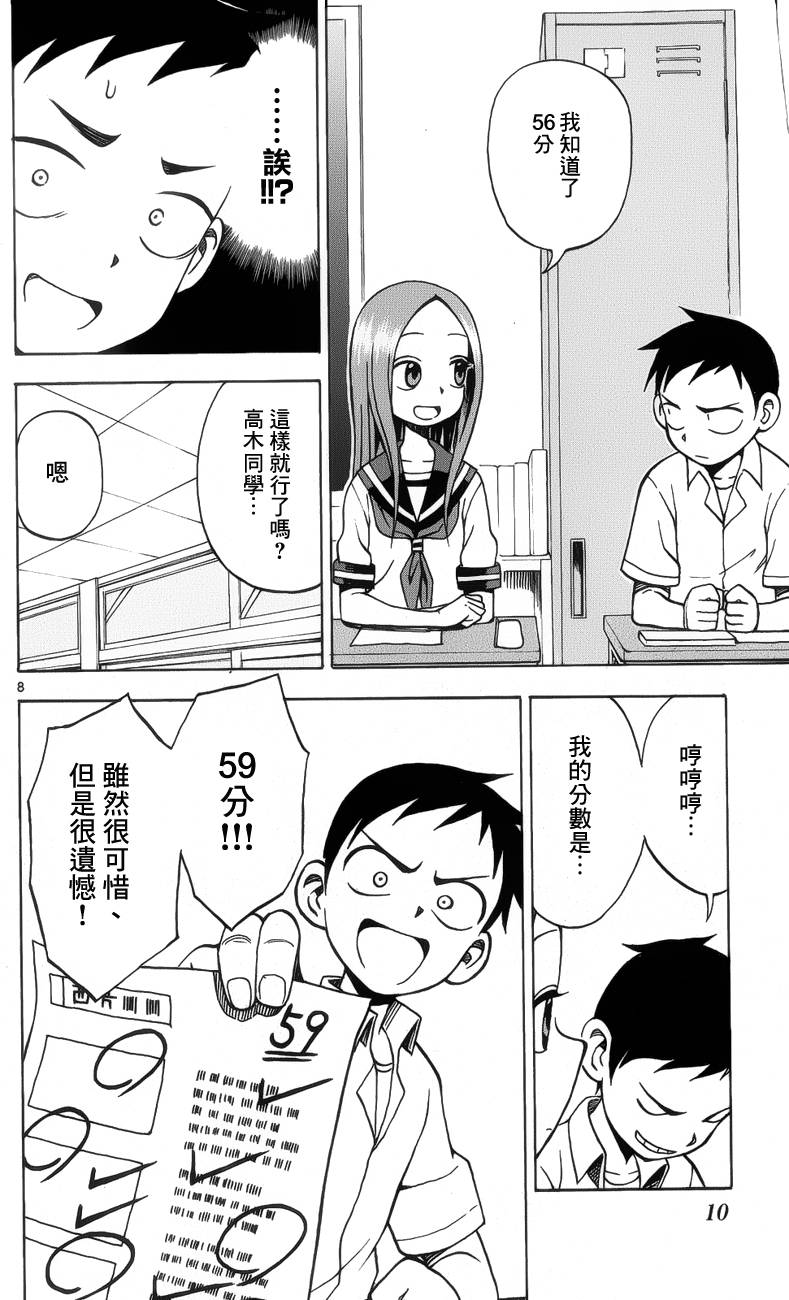 我知道了
56分
……
誒!!?
這樣就行了嗎?
高木同學…
嗯
8
哼哼哼…
我的分數是…
59
分!!!
雖然很可惜、
但是很遺憾!
59
10